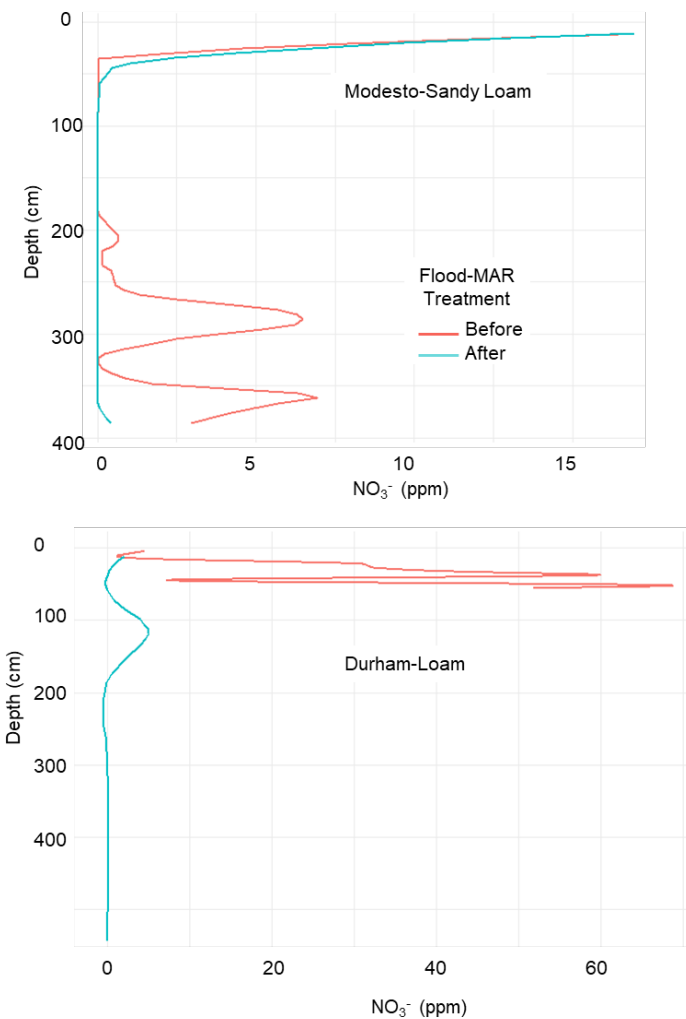 0
Modesto-Sandy Loam
100
Depth (cm)
200
Flood-MAR
Treatment
Before
After
300
400
0 5 10 15
NO₃⁻ (ppm)
0
100
Durham-Loam
Depth (cm)
200
300
400
0 20 40 60
NO₃⁻ (ppm)